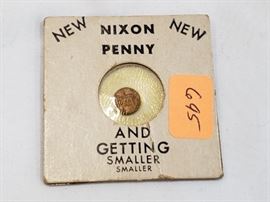 NEW NIXON NEW
PENNY
AND
GETTING
SMALLER
SMALLER
695